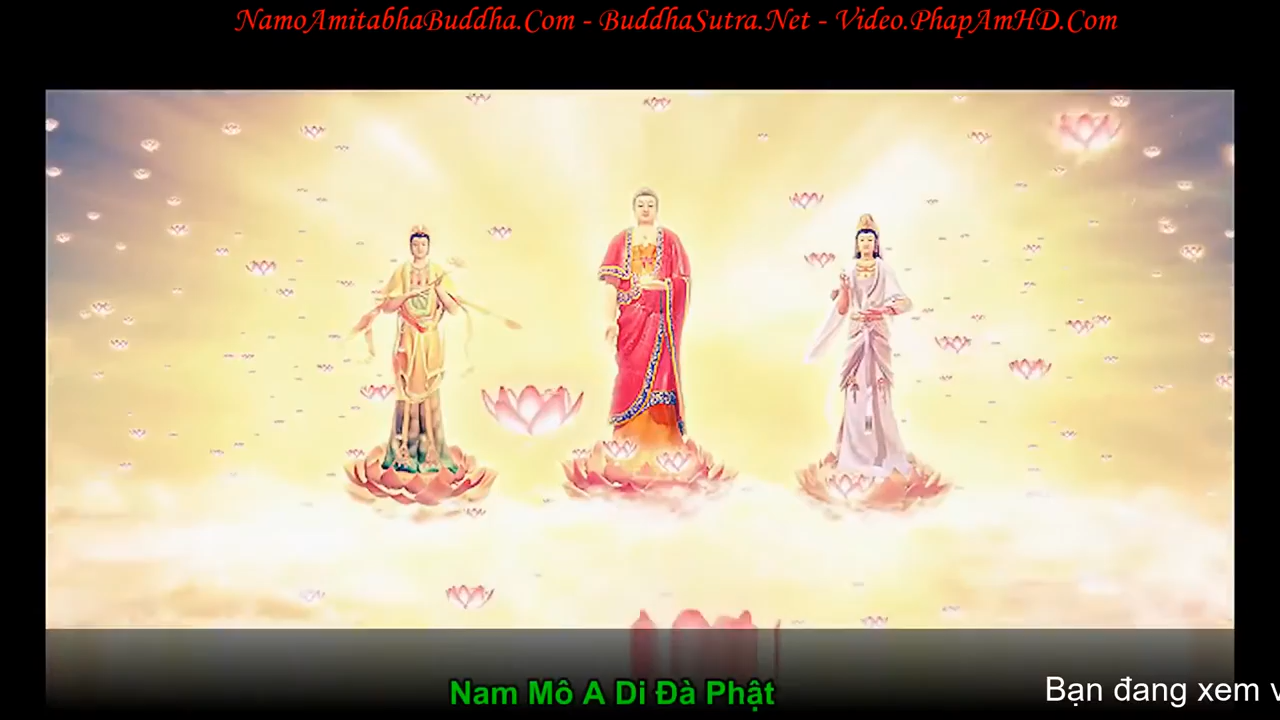 NamoAmitabhaBuddha.Com - BuddhaSutra.Net - Video.PhapAmHD.Com
Nam Mô A Di Đà Phật
Bạn đang xem